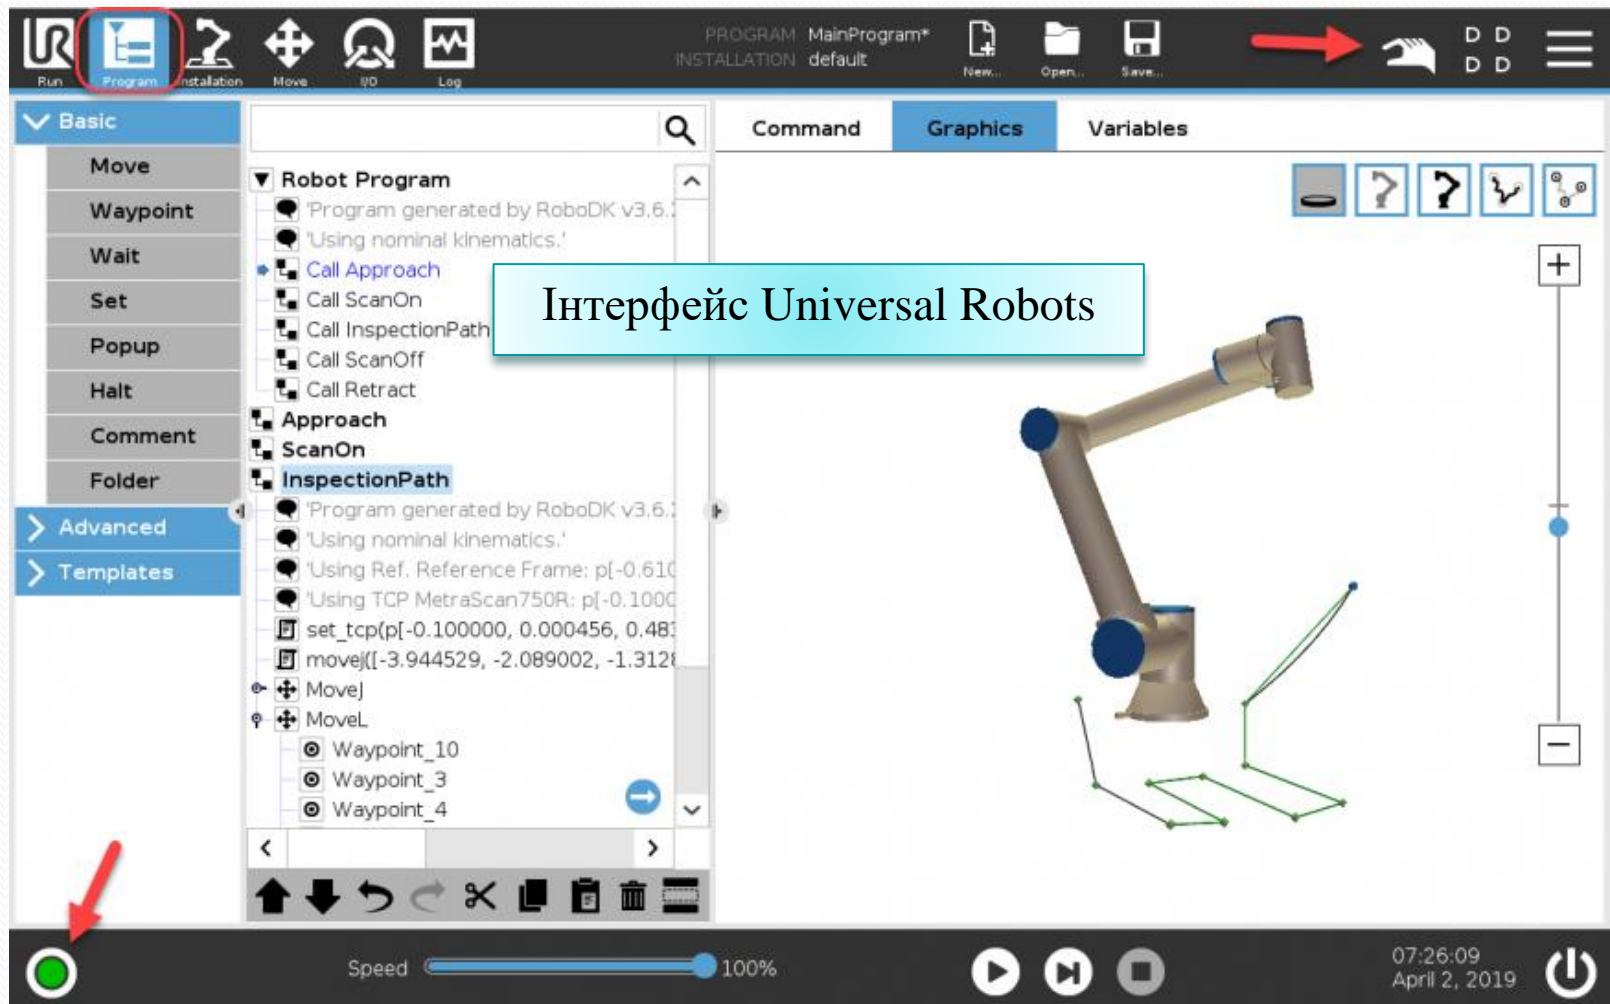 UR
PROGRAM MainProgram*
INSTALLATION default
D D
D D
Run Program Installation Move I/O Log New... Open... Save...
Basic
Move
Waypoint
Wait
Set
Popup
Halt
Comment
Folder
Advanced
Templates
Robot Program
'Program generated by RoboDK v3.6.
'Using nominal kinematics.'
Call Approach
Call ScanOn
Call InspectionPath
Call ScanOff
Call Retract
Approach
ScanOn
InspectionPath
'Program generated by RoboDK v3.6.
'Using nominal kinematics.'
'Using Ref. Reference Frame: p[-0.610
'Using TCP MetraScan750R: p[-0.1000
set_tcp(p[-0.100000, 0.000456, 0.483
movej([-3.944529, -2.089002, -1.3128
MoveJ
MoveL
Waypoint_10
Waypoint_3
Waypoint_4
Command Graphics Variables
Інтерфейс Universal Robots
Speed 100%
07:26:09
April 2, 2019